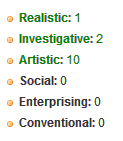 Realistic: 1
Investigative: 2
Artistic: 10
Social: 0
Enterprising: 0
Conventional: 0